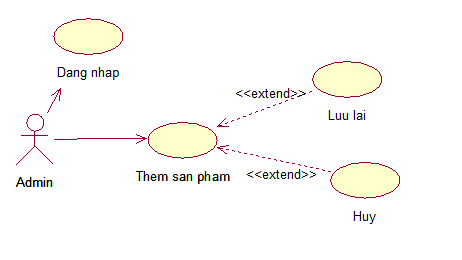 Dang nhap
<<extend>>
Luu lai
Admin
Them san pham
<<extend>>
Huy